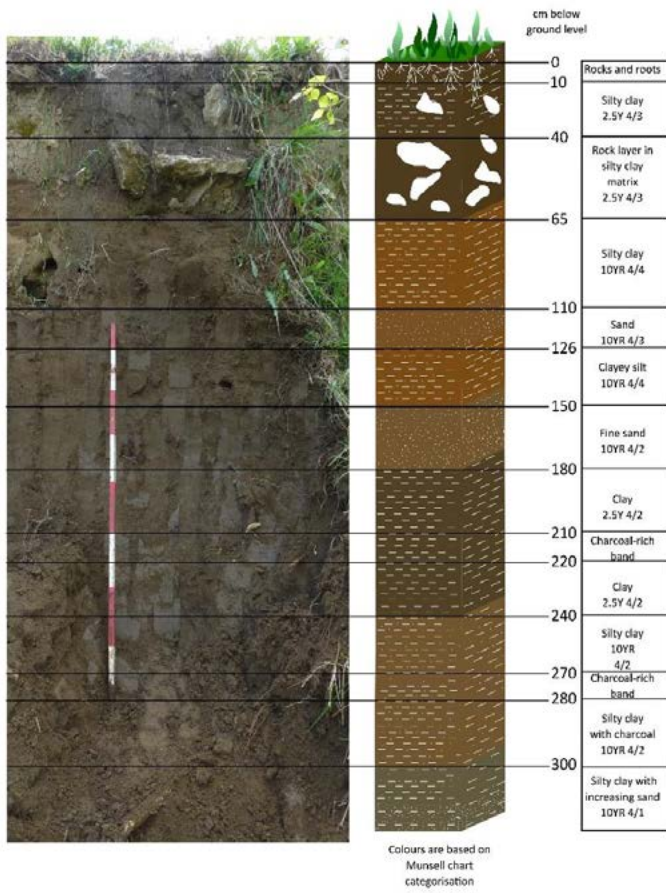 cm below
ground level
0
Rocks and roots
10
Silty clay
2.5Y 4/3
40
Rock layer in
silty clay
matrix
2.5Y 4/3
65
Silty clay
10YR 4/4
110
Sand
10YR 4/3
126
Clayey silt
10YR 4/4
150
Fine sand
10YR 4/2
180
Clay
2.5Y 4/2
210
Charcoal-rich
band
220
Clay
2.5Y 4/2
240
Silty clay
10YR
4/2
270
Charcoal-rich
band
280
Silty clay
with charcoal
10YR 4/2
300
Silty clay with
increasing sand
10YR 4/1
Colours are based on
Munsell chart
categorisation